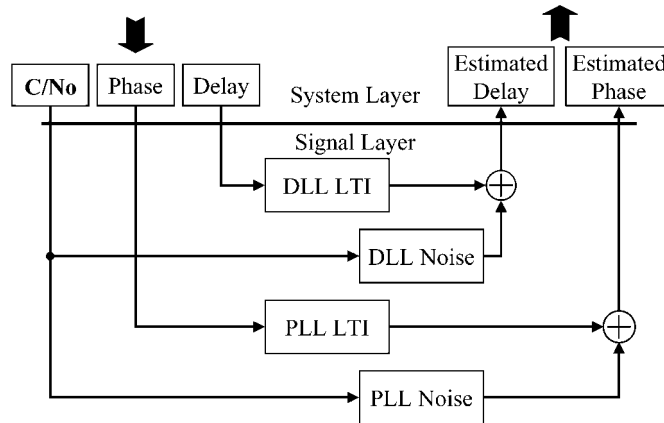 C/No
Phase
Delay
Estimated
Delay
Estimated
Phase
System Layer
Signal Layer
DLL LTI
DLL Noise
PLL LTI
PLL Noise